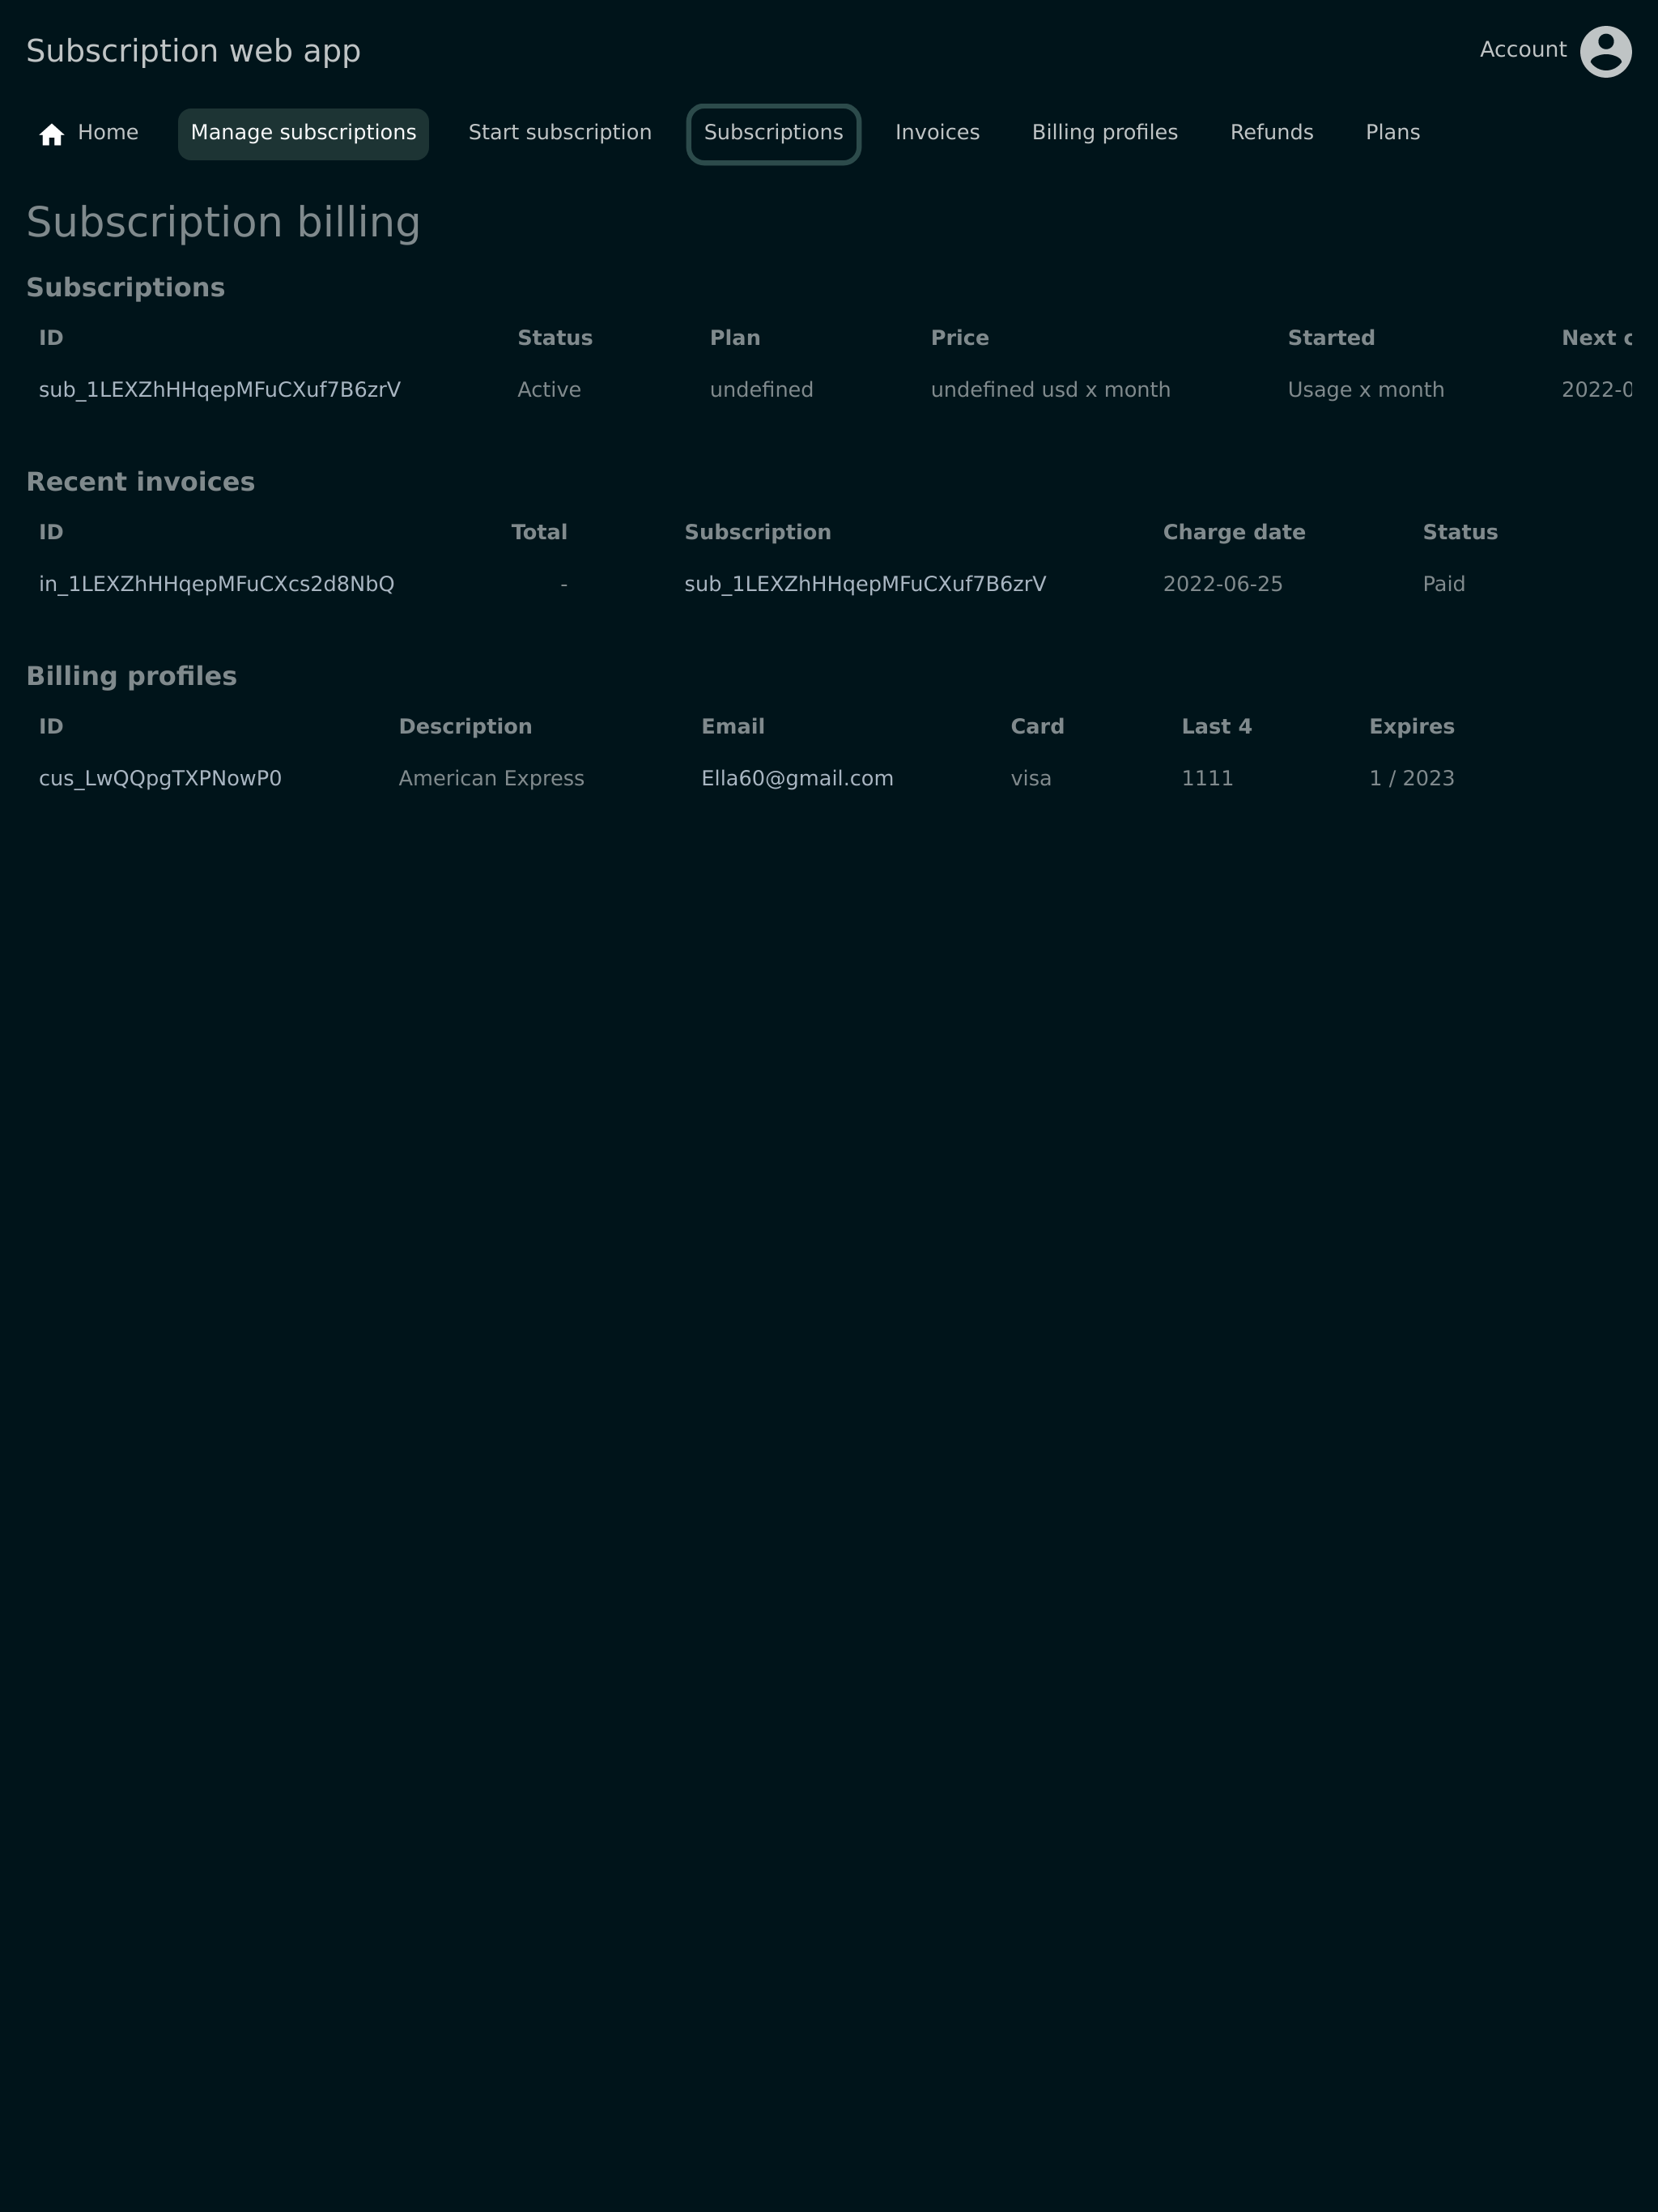 Subscription web app Account
Home Manage subscriptions Start subscription Subscriptions Invoices Billing profiles Refunds Plans
Subscription billing
Subscriptions
ID Status Plan Price Started Next c
sub_1LEXZhHHqepMFuCXuf7B6zrV Active undefined undefined usd x month Usage x month 2022-0
Recent invoices
ID Total Subscription Charge date Status
in_1LEXZhHHqepMFuCXcs2d8NbQ - sub_1LEXZhHHqepMFuCXuf7B6zrV 2022-06-25 Paid
Billing profiles
ID Description Email Card Last 4 Expires
cus_LwQQpgTXPNowP0 American Express Ella60@gmail.com visa 1111 1 / 2023